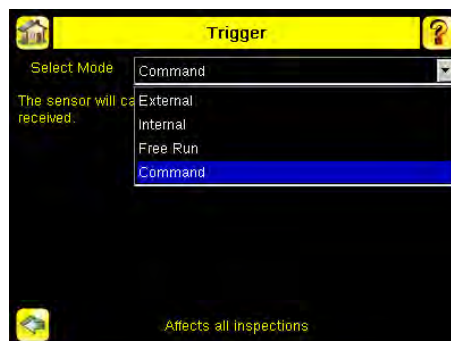 Trigger
?
Select Mode
Command
The sensor will ca
received.
External
Internal
Free Run
Command
Affects all inspections